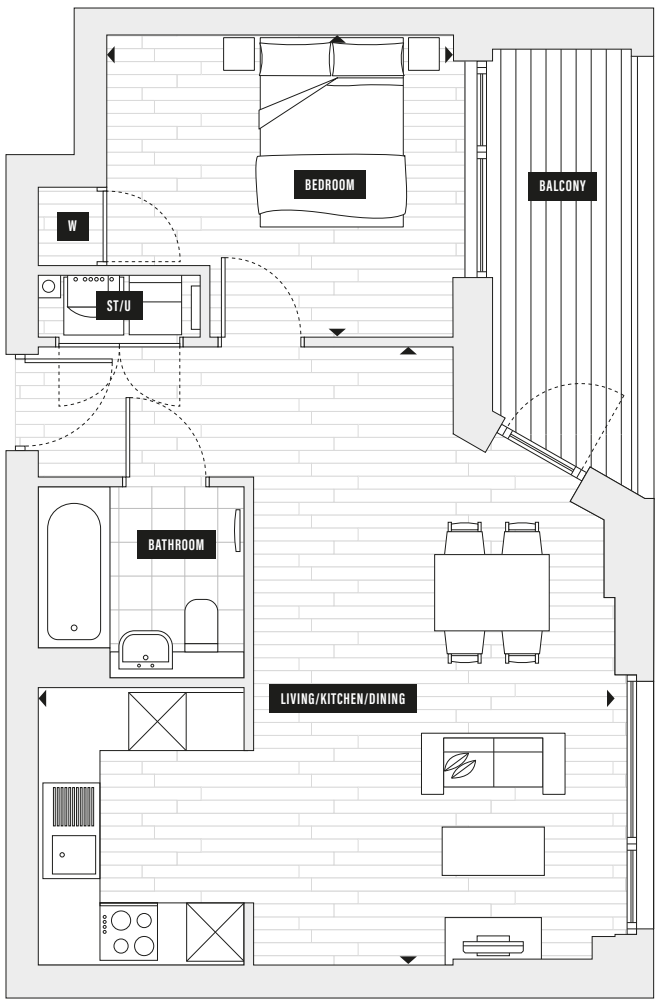 BEDROOM
BALCONY
W
ST/U
BATHROOM
LIVING/KITCHEN/DINING